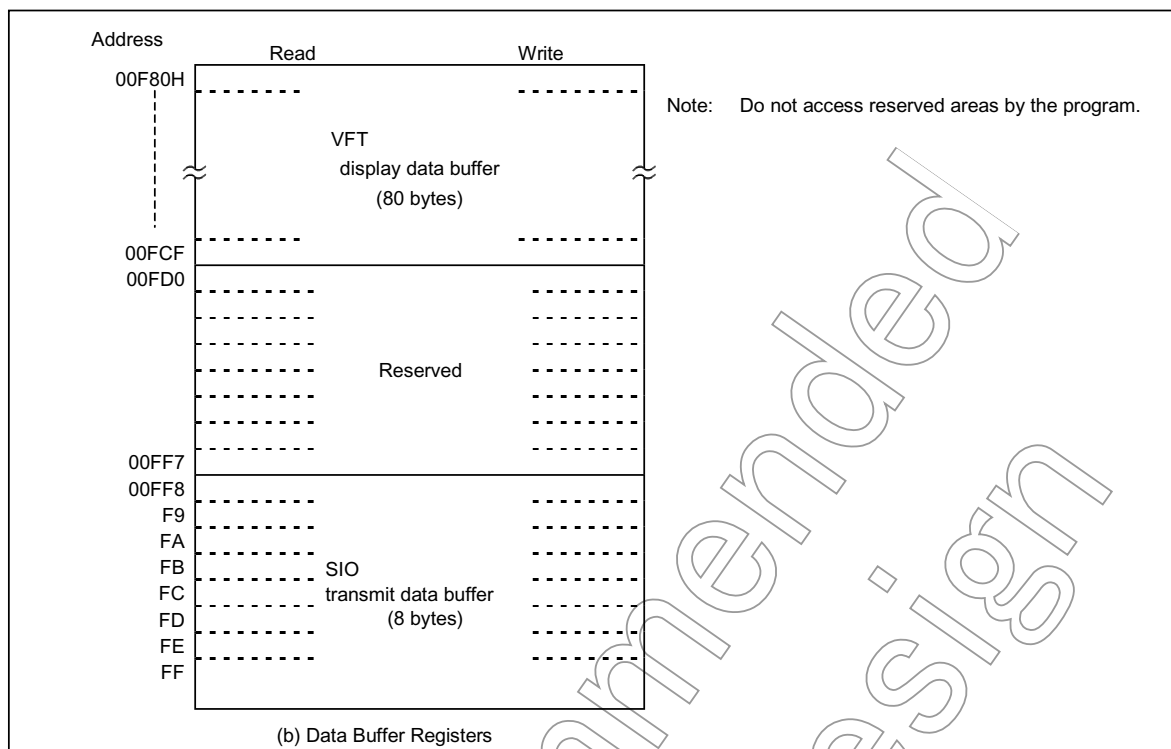 Address
Read Write
00F80H
Note: Do not access reserved areas by the program.
VFT
display data buffer
(80 bytes)
00FCF
00FD0
Reserved
00FF7
00FF8
F9
FA
FB
SIO
FC
transmit data buffer
(8 bytes)
FD
FE
FF
(b) Data Buffer Registers
mmended
esign